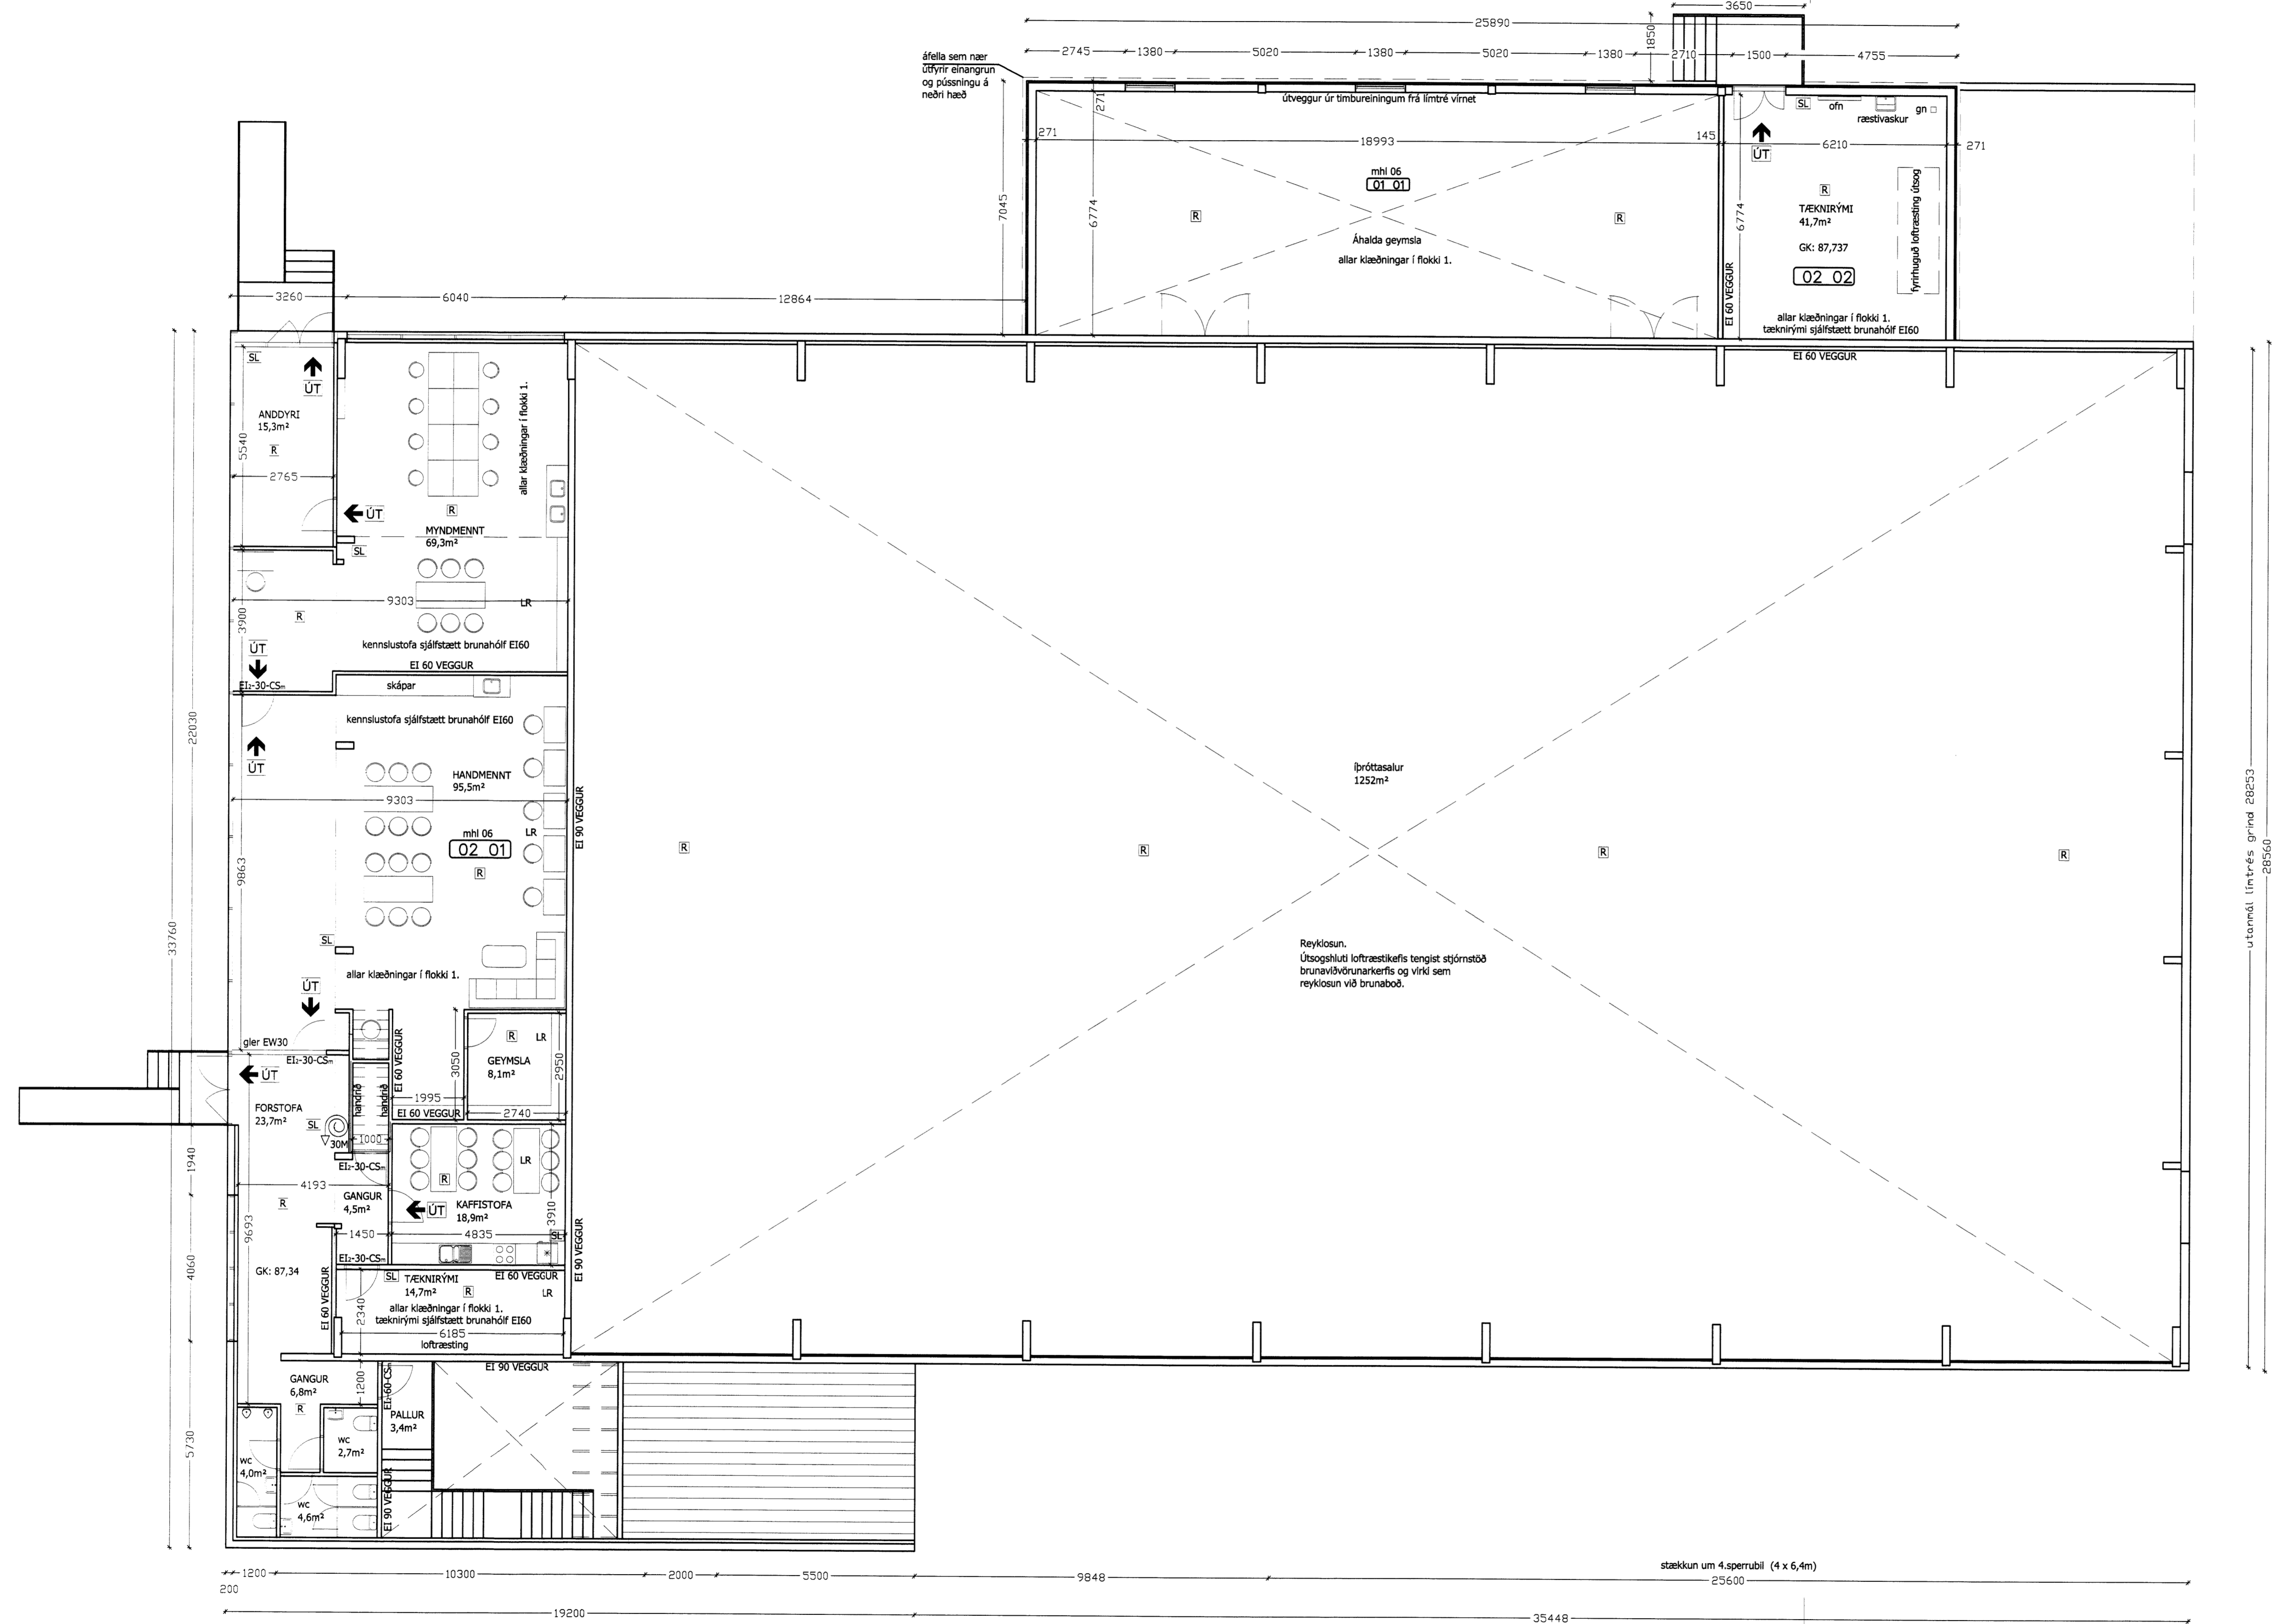 3650
25890
1850
2745
1380
5020
1380
5020
1380
2710
1500
4755
áfella sem nær
útfyrir einangrun
og pússningu á
neðri hæð
271
útveggur úr timbureiningum frá límtré vírnet
SL
ofn
ræstivaskur
gn
271
18993
145
ÚT
6210
271
mhl 06
01 01
7045
6774
R
R
6774
R
TÆKNIRÝMI
41,7m²
GK: 87,737
02 02
fyrirhuguð loftræsting útsog
Áhalda geymsla
allar klæðningar í flokki 1.
EI 60 VEGGUR
allar klæðningar í flokki 1.
tæknirými sjálfstætt brunahólf EI60
EI 60 VEGGUR
3260
6040
12864
SL
ÚT
ANDDYRI
15,3m²
R
5540
2765
allar klæðningar í flokki 1.
ÚT
R
MYNDMENNT
69,3m²
SL
9303
LR
R
3900
ÚT
kennslustofa sjálfstætt brunahólf EI60
EI 60 VEGGUR
EI₂-30-CSₘ
skápar
kennslustofa sjálfstætt brunahólf EI60
22030
ÚT
HANDMENNT
95,5m²
9303
mhl 06
02 01
LR
R
EI 90 VEGGUR
íþróttasalur
1252m²
R
R
R
R
utanmál límtrés grind 28253
28560
9863
33760
SL
allar klæðningar í flokki 1.
Reyklosun.
Útsogshluti loftræstikefis tengist stjórnstöð
brunaviðvörunarkerfis og virki sem
reyklosun við brunaboð.
ÚT
gler EW30
EI₂-30-CSₘ
ÚT
EI 60 VEGGUR
3050
R
LR
GEYMSLA
8,1m²
2950
FORSTOFA
23,7m²
SL
30M
handrið
handrið
1995
EI 60 VEGGUR
2740
1000
1940
EI₂-30-CSₘ
LR
R
4193
R
GANGUR
4,5m²
ÚT
KAFFISTOFA
18,9m²
3910
9693
1450
4835
SL
EI₂-30-CSₘ
EI 90 VEGGUR
4060
GK: 87,34
EI 60 VEGGUR
SL
TÆKNIRÝMI
14,7m²
R
EI 60 VEGGUR
LR
allar klæðningar í flokki 1.
tæknirými sjálfstætt brunahólf EI60
2340
6185
loftræsting
EI 90 VEGGUR
GANGUR
6,8m²
R
1200
EI₂-60-CSₘ
PALLUR
3,4m²
5730
wc
2,7m²
wc
4,0m²
wc
4,6m²
EI 90 VEGGUR
stækkun um 4.sperrubil (4 x 6,4m)
1200
10300
2000
5500
9848
25600
200
19200
35448